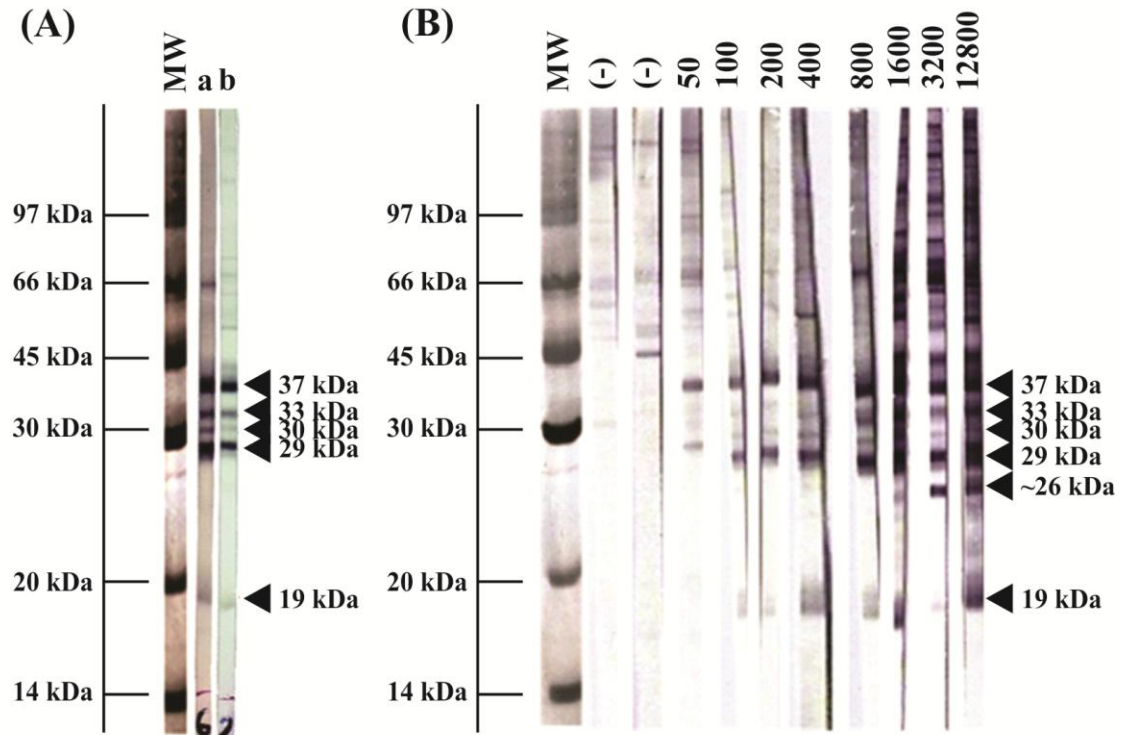 (A)
MW
a b
97 kDa
66 kDa
45 kDa
30 kDa
20 kDa
14 kDa
37 kDa
33 kDa
30 kDa
29 kDa
19 kDa
6
(B)
MW
(-)
(-)
50
100
200
400
800
1600
3200
12800
97 kDa
66 kDa
45 kDa
30 kDa
20 kDa
14 kDa
37 kDa
33 kDa
30 kDa
29 kDa
~26 kDa
19 kDa